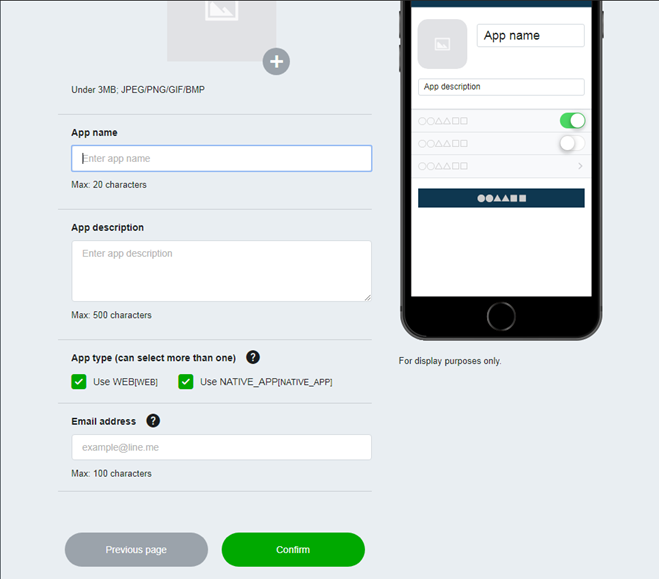 Under 3MB; JPEG/PNG/GIF/BMP
App name
Enter app name
Max: 20 characters
App description
Enter app description
Max: 500 characters
App type (can select more than one) ?
Use WEB[WEB] Use NATIVE_APP[NATIVE_APP]
Email address ?
example@line.me
Max: 100 characters
Previous page
Confirm
App name
App description
○○△△□□
○○△△□□
○○△△□□
●●▲▲■■
For display purposes only.